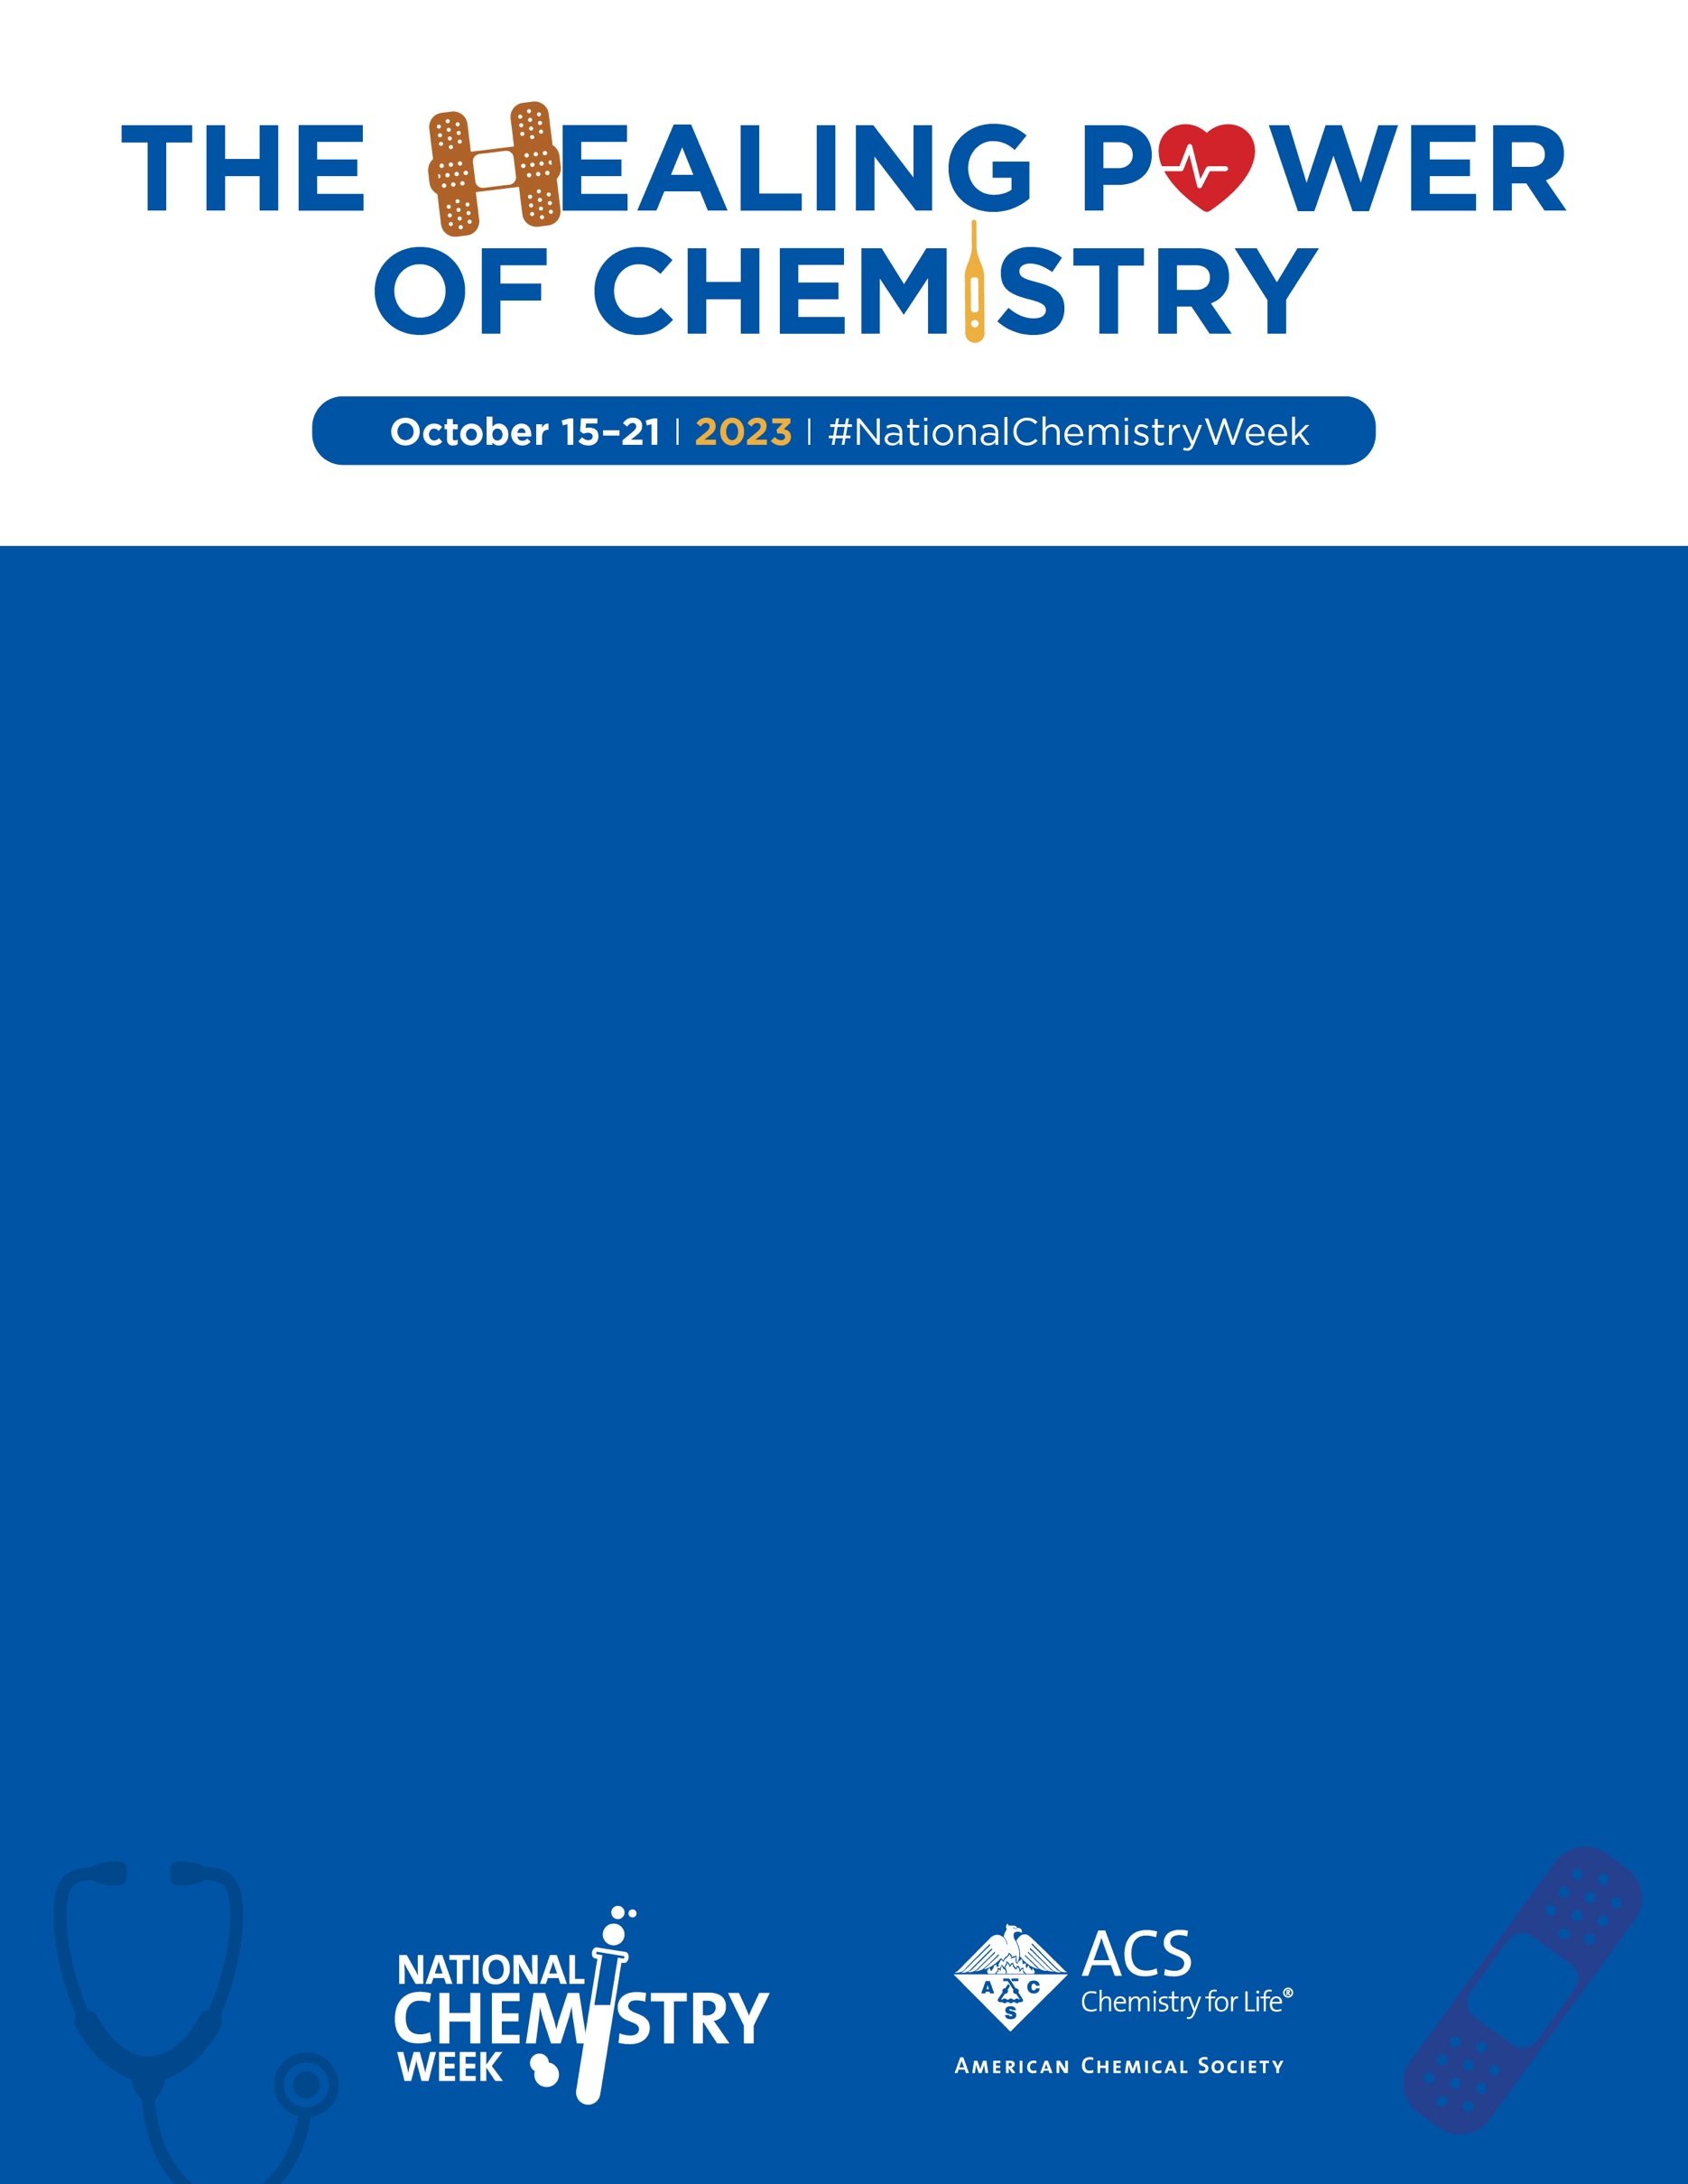 THE HEALING POWER
OF CHEMISTRY
October 15–21 | 2023 | #NationalChemistryWeek
NATIONAL
CHEMISTRY
WEEK
A C
S
ACS
Chemistry for Life®
AMERICAN CHEMICAL SOCIETY